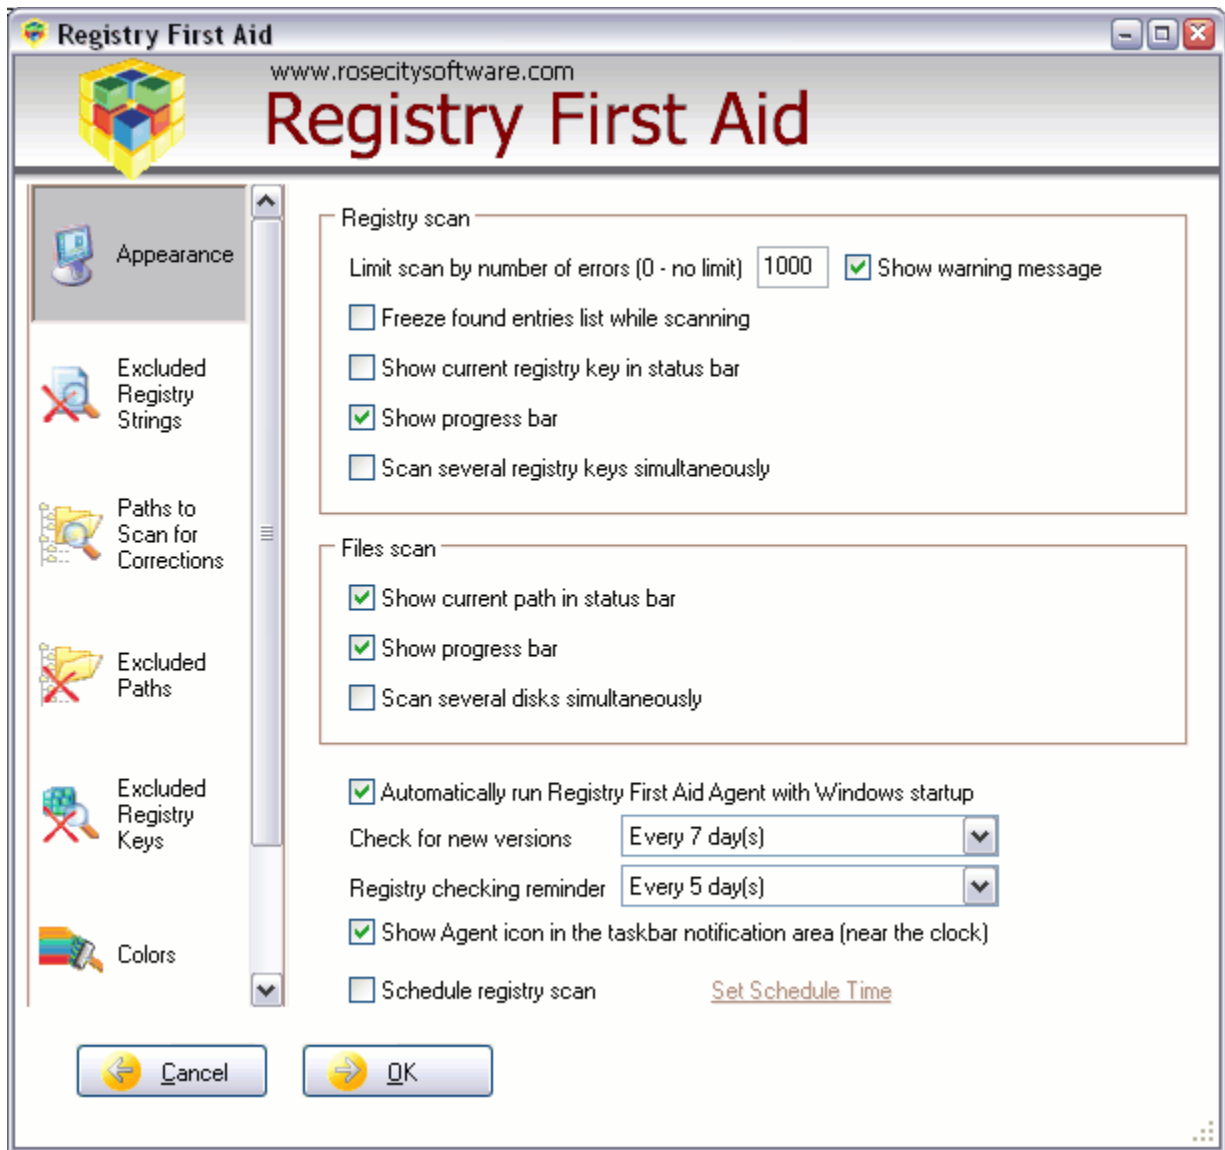 Registry First Aid
www.rosecitysoftware.com
Registry First Aid
Appearance
Excluded
Registry
Strings
Paths to
Scan for
Corrections
Excluded
Paths
Excluded
Registry
Keys
Colors
Registry scan
Limit scan by number of errors (0 - no limit) 1000 Show warning message
Freeze found entries list while scanning
Show current registry key in status bar
Show progress bar
Scan several registry keys simultaneously
Files scan
Show current path in status bar
Show progress bar
Scan several disks simultaneously
Automatically run Registry First Aid Agent with Windows startup
Check for new versions Every 7 day(s)
Registry checking reminder Every 5 day(s)
Show Agent icon in the taskbar notification area (near the clock)
Schedule registry scan Set Schedule Time
Cancel OK